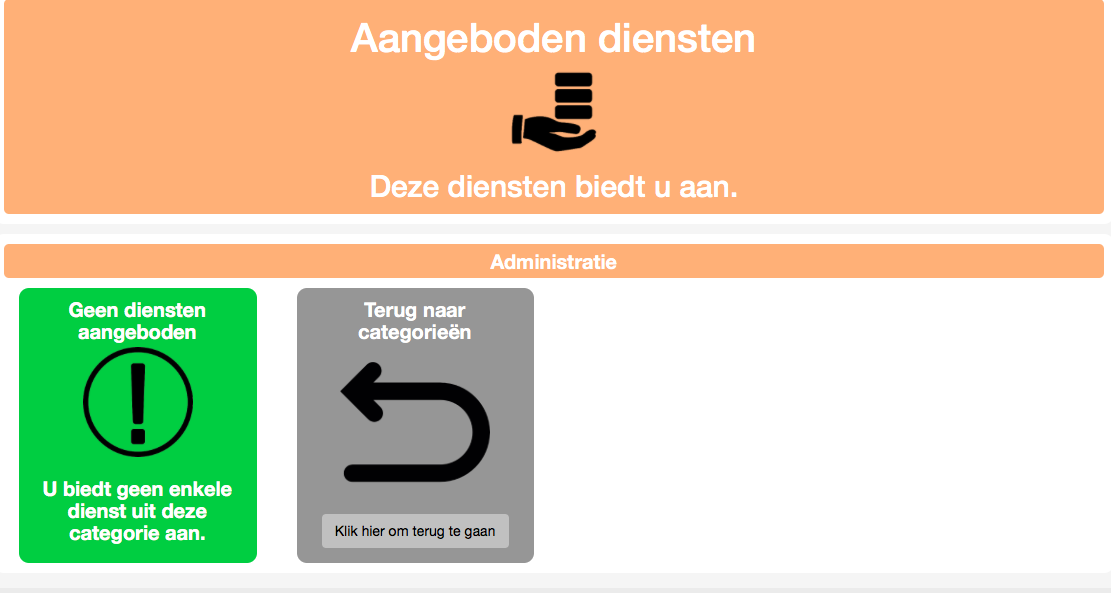 Aangeboden diensten
Deze diensten biedt u aan.
Administratie
Geen diensten
aangeboden
U biedt geen enkele
dienst uit deze
categorie aan.
Terug naar
categorieën
Klik hier om terug te gaan